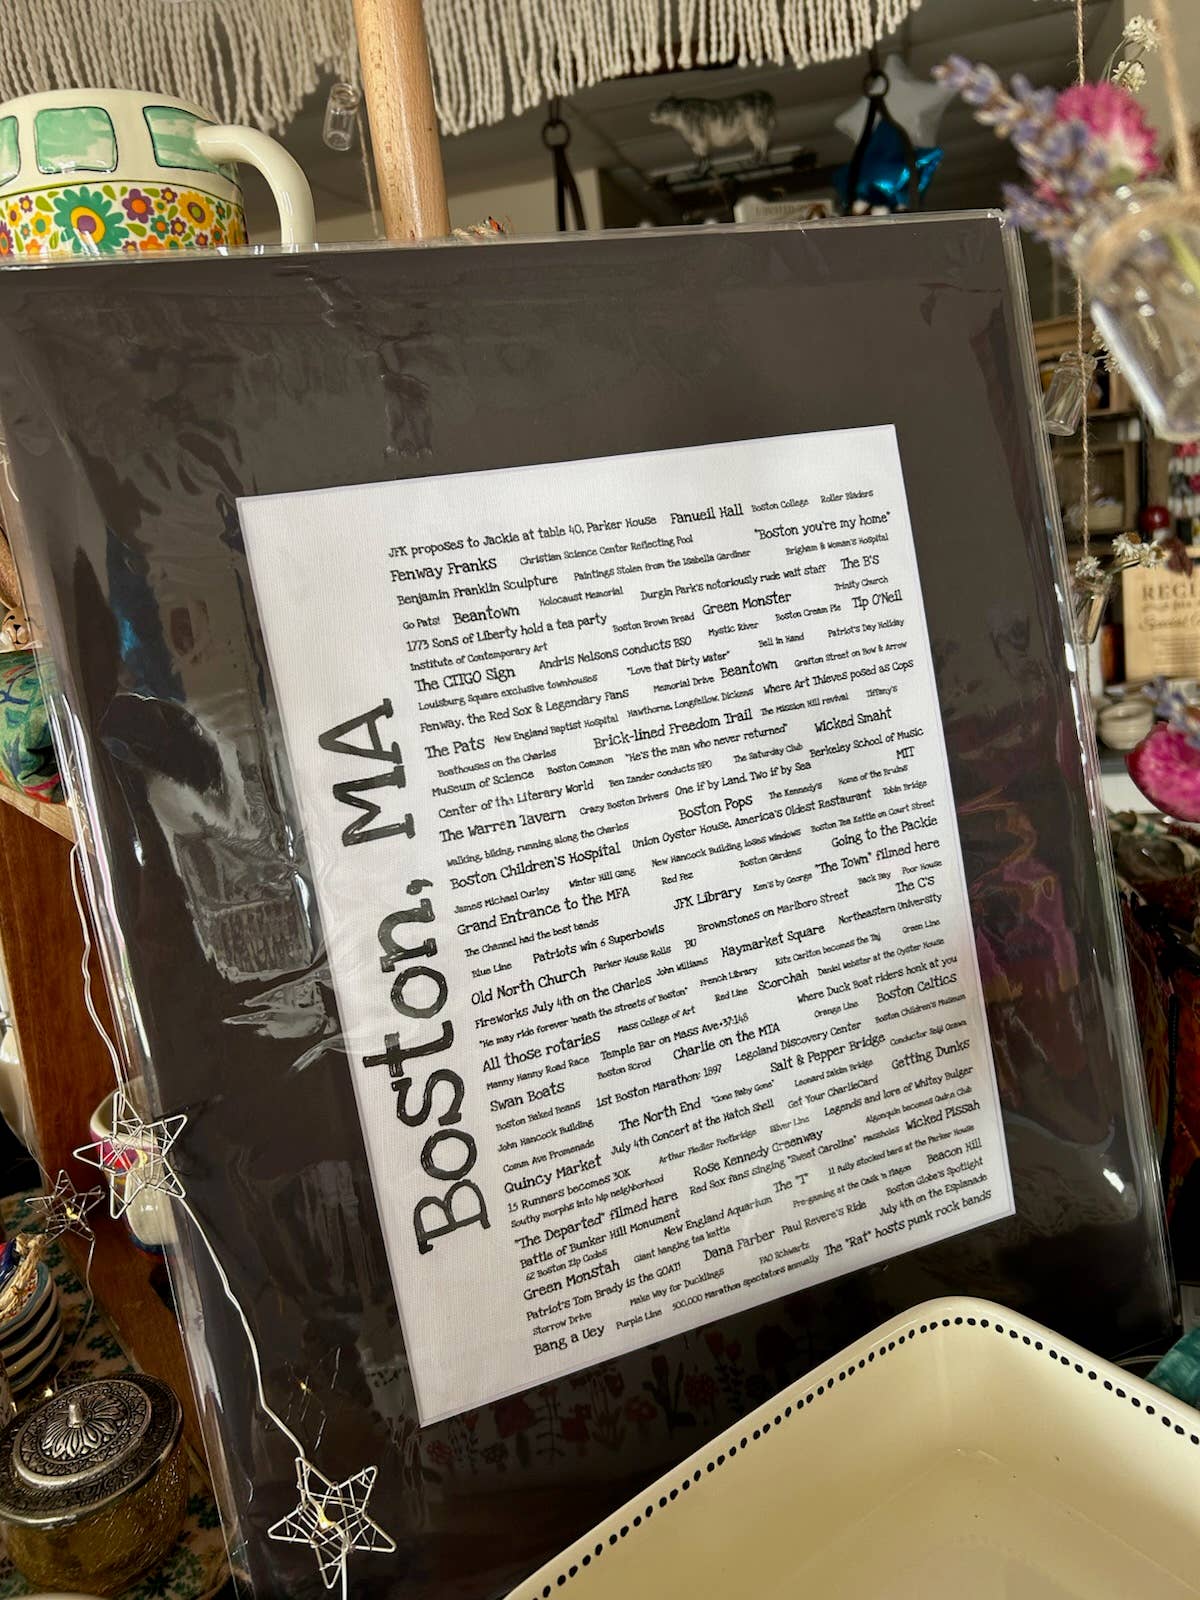 Boston, MA
JFK proposes to Jackie at table 40, Parker House Fanueil Hall Boston College Roller Bladers
Fenway Franks Christian Science Center Reflecting Pool "Boston you're my home"
Benjamin Franklin Sculpture Paintings Stolen from the Isabella Gardiner Brigham & Woman's Hospital
Go Pats! Beantown Holocaust Memorial Durgin Park's notoriously rude wait staff The B'S
1773 Sons of Liberty hold a tea party Boston Brown Bread Green Monster Trinity Church
Institute of Contemporary Art Andris Nelsons conducts BSO Mystic River Boston Cream Pie Tip O'Neil
The CITGO Sign "Love that Dirty Water" Bell in Hand Patriot's Day Holiday
Louisburg Square exclusive townhouses Memorial Drive Beantown Grafton Street on Bow & Arrow
Fenway, the Red Sox & Legendary Fans Hawthorne, Longfellow, Dickens Where Art Thieves posed as Cops
The Pats New England Baptist Hospital Brick-lined Freedom Trail The Mission Hill revival Tiffany's
Boathouses on the Charles Boston Common "He's the man who never returned" Wicked Smaht
Museum of Science Ben Zander conducts BPO The Saturday Club Berkeley School of Music
Center of the Literary World Crazy Boston Drivers One if by Land, Two if by Sea MIT
The Warren Tavern Boston Pops The Kennedy's Home of the Bruins
Walking, biking, running along the Charles Union Oyster House, America's Oldest Restaurant Tobin Bridge
Boston Children's Hospital New Hancock Building loses windows Boston Tea Kettle on Court Street
James Michael Curley Winter Hill Gang Red Fez Boston Gardens Going to the Packie
Grand Entrance to the MFA JFK Library Ken's by George "The Town" filmed here
The Channel had the best bands Back Bay Poor House
Blue Line Patriots win 6 Superbowls Brownstones on Marlboro Street The C'S
Old North Church Parker House Rolls BU Haymarket Square Northeastern University
Fireworks July 4th on the Charles John Williams Ritz Carlton becomes the Taj Green Line
"He may ride forever 'neath the streets of Boston" French Library Scorchah Daniel Webster at the Oyster House
All those rotaries Mass College of Art Red Line Where Duck Boat riders honk at you
Manny Hanny Road Race Temple Bar on Mass Ave•37:148 Orange Line Boston Celtics
Swan Boats Boston Scrod Charlie on the MTA Legoland Discovery Center Boston Children's Museum
Boston Baked Beans 1st Boston Marathon: 1897 Salt & Pepper Bridge Conductor Seiji Ozawa
John Hancock Building The North End "Gone Baby Gone" Leonard Zakim Bridge Getting Dunks
Comm Ave Promenade July 4th Concert at the Hatch Shell Get Your CharlieCard Legends and lore of Whitey Bulger
Quincy Market Arthur Fiedler Footbridge Silver Line Algonquin becomes Quin Club
15 Runners becomes 30K Rose Kennedy Greenway Massholes Wicked Pissah
Southy morphs into hip neighborhood Red Sox fans singing "Sweet Caroline" 11 fully stocked bars at the Parker House
"The Departed" filmed here New England Aquarium The "T" Beacon Hill
Battle of Bunker Hill Monument Pre-gaming at the Cask 'n Flagon Boston Globe's Spotlight
62 Boston Zip Codes Giant hanging tea kettle Paul Revere's Ride July 4th on the Esplanade
Green Monstah Dana Farber
Patriot's Tom Brady is the GOAT! FAO Schwartz The "Rat" hosts punk rock bands
Storrow Drive Make Way for Ducklings
Bang a Uey Purple Line 500,000 Marathon spectators annually